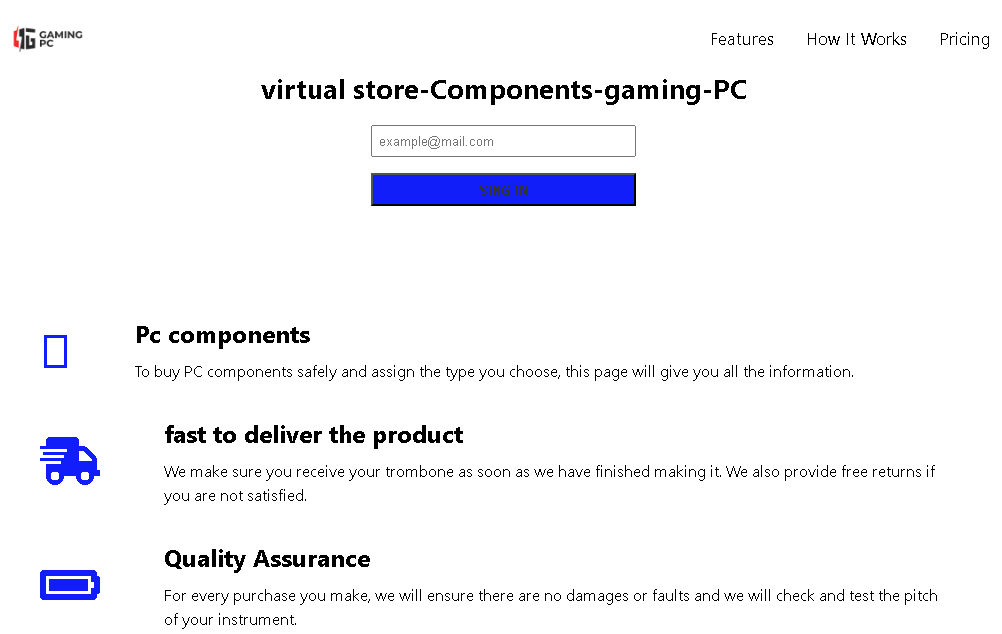 GAMING
PC
Features How It Works Pricing
virtual store-Components-gaming-PC
example@mail.com
SING IN
Pc components
To buy PC components safely and assign the type you choose, this page will give you all the information.
fast to deliver the product
We make sure you receive your trombone as soon as we have finished making it. We also provide free returns if
you are not satisfied.
Quality Assurance
For every purchase you make, we will ensure there are no damages or faults and we will check and test the pitch
of your instrument.